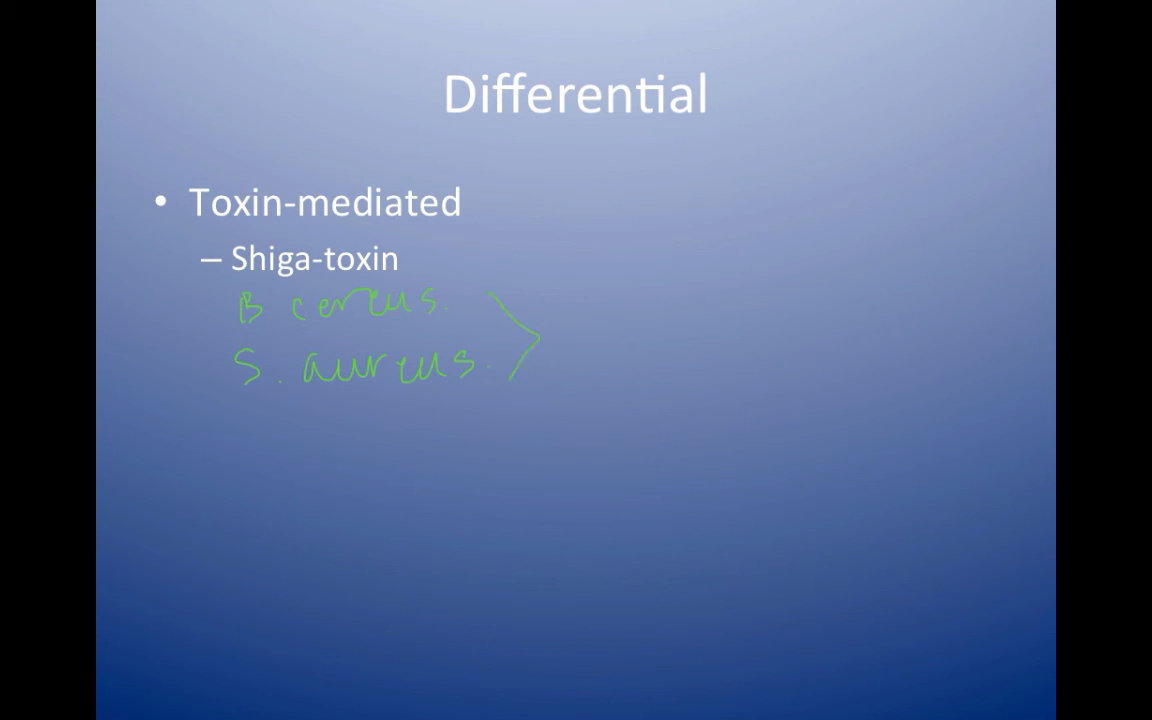 Differential
• Toxin-mediated
– Shiga-toxin
B cereus.
S. aureus.